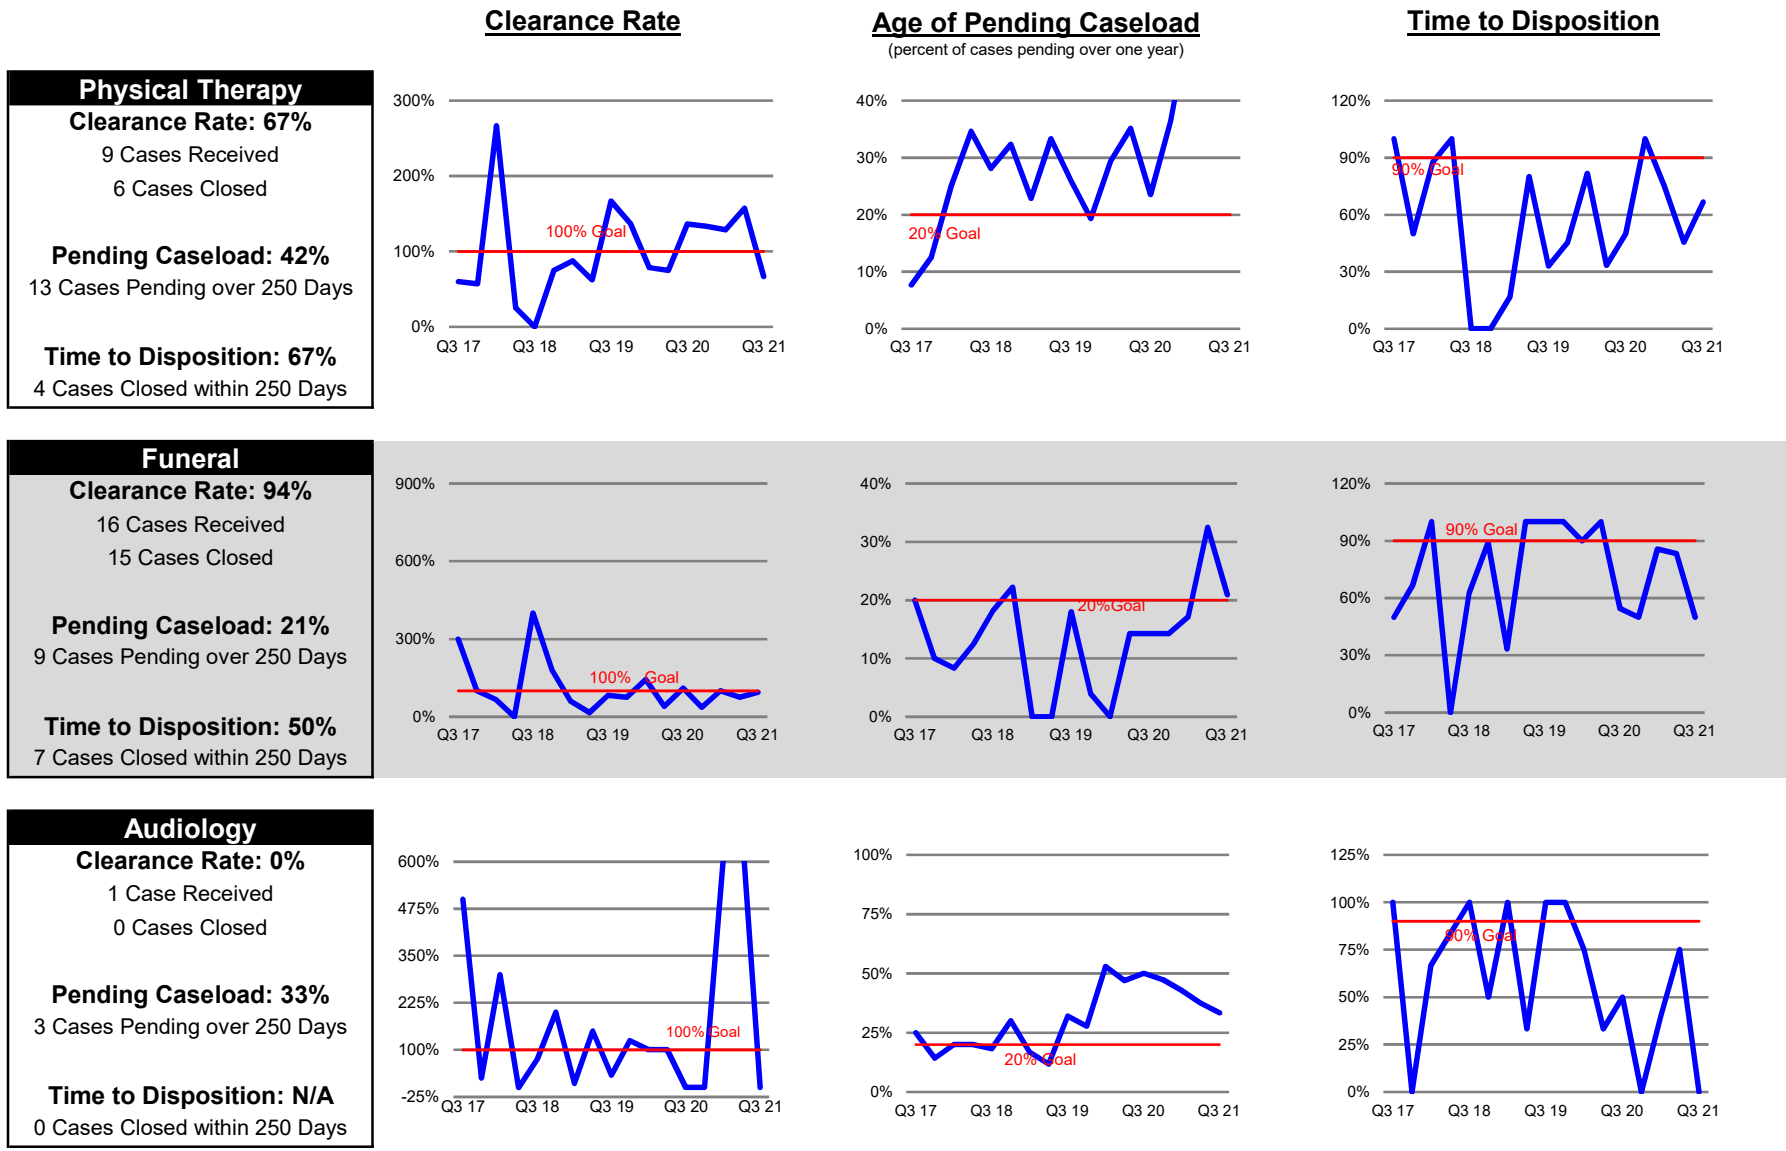 Clearance Rate
Age of Pending Caseload
(percent of cases pending over one year)
Time to Disposition
Physical Therapy
Clearance Rate: 67%
9 Cases Received
6 Cases Closed
Pending Caseload: 42%
13 Cases Pending over 250 Days
Time to Disposition: 67%
4 Cases Closed within 250 Days
300%
200%
100%
0%
100% Goal
Q3 17 Q3 18 Q3 19 Q3 20 Q3 21
40%
30%
20%
10%
0%
20% Goal
Q3 17 Q3 18 Q3 19 Q3 20 Q3 21
120%
90%
60%
30%
0%
90% Goal
Q3 17 Q3 18 Q3 19 Q3 20 Q3 21
Funeral
Clearance Rate: 94%
16 Cases Received
15 Cases Closed
Pending Caseload: 21%
9 Cases Pending over 250 Days
Time to Disposition: 50%
7 Cases Closed within 250 Days
900%
600%
300%
0%
100% Goal
Q3 17 Q3 18 Q3 19 Q3 20 Q3 21
40%
30%
20%
10%
0%
20%Goal
Q3 17 Q3 18 Q3 19 Q3 20 Q3 21
120%
90%
60%
30%
0%
90% Goal
Q3 17 Q3 18 Q3 19 Q3 20 Q3 21
Audiology
Clearance Rate: 0%
1 Case Received
0 Cases Closed
Pending Caseload: 33%
3 Cases Pending over 250 Days
Time to Disposition: N/A
0 Cases Closed within 250 Days
600%
475%
350%
225%
100%
-25%
100% Goal
Q3 17 Q3 18 Q3 19 Q3 20 Q3 21
100%
75%
50%
25%
0%
20% Goal
Q3 17 Q3 18 Q3 19 Q3 20 Q3 21
125%
100%
75%
50%
25%
0%
90% Goal
Q3 17 Q3 18 Q3 19 Q3 20 Q3 21